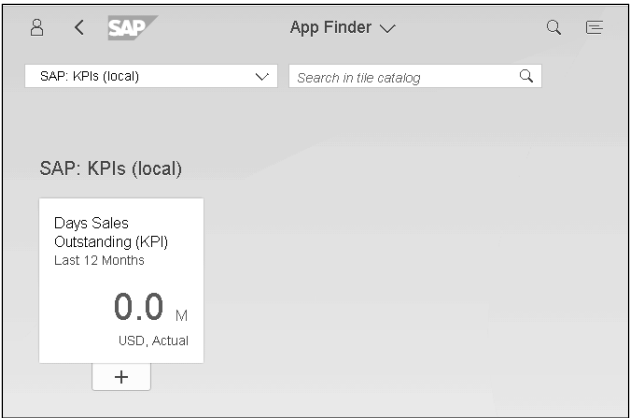 SAP App Finder
SAP: KPIs (local) Search in tile catalog
SAP: KPIs (local)
Days Sales
Outstanding (KPI)
Last 12 Months
0.0 M
USD, Actual
+